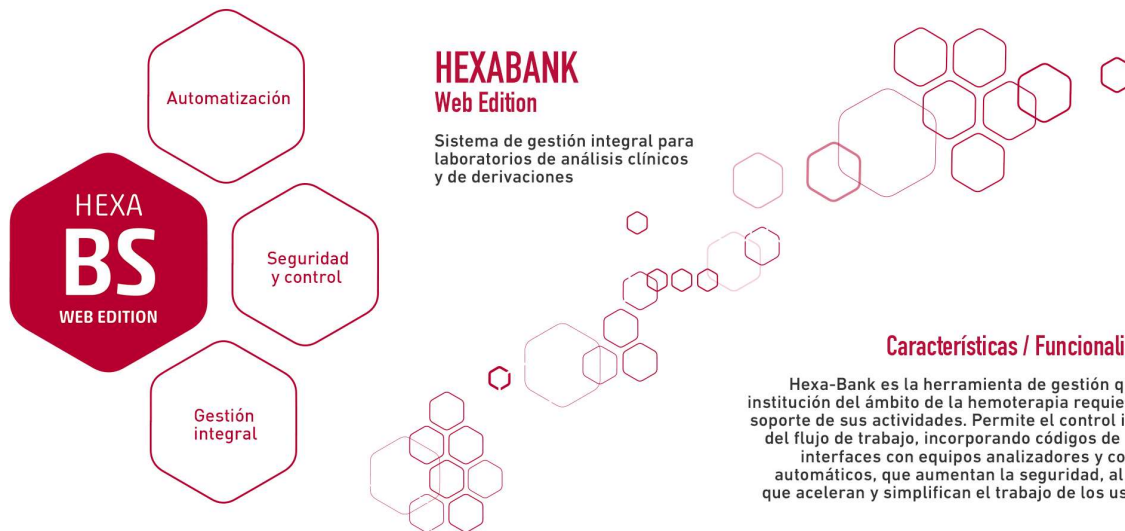 Automatización
HEXA
BS
WEB EDITION
Seguridad
y control
Gestión
integral
HEXABANK
Web Edition
Sistema de gestión integral para
laboratorios de análisis clínicos
y de derivaciones
Características / Funcionali
Hexa-Bank es la herramienta de gestión q
institución del ámbito de la hemoterapia requie
soporte de sus actividades. Permite el control i
del flujo de trabajo, incorporando códigos de
interfaces con equipos analizadores y co
automáticos, que aumentan la seguridad, al
que aceleran y simplifican el trabajo de los us